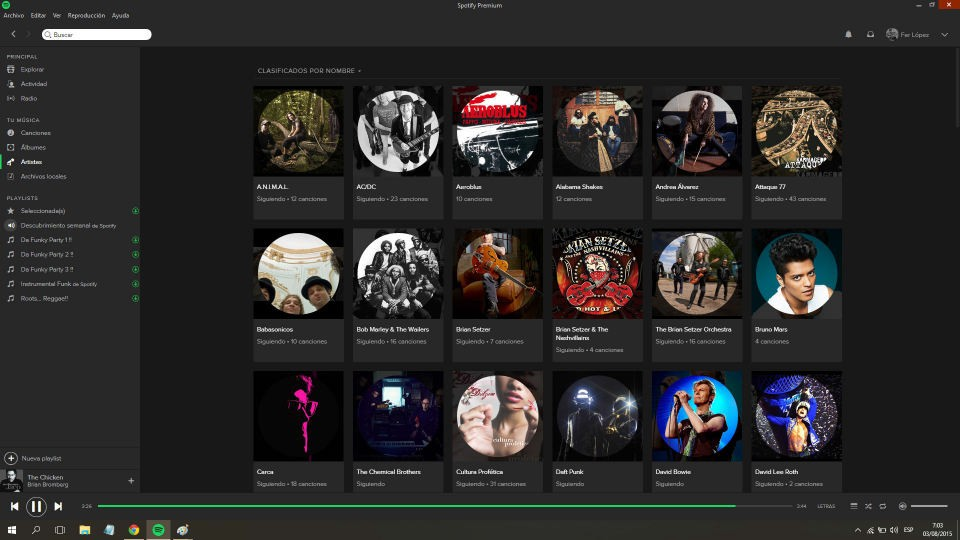 Spotify Premium
Archivo Editar Ver Reproducción Ayuda
Buscar
Fer López
PRINCIPAL
Explorar
Actividad
Radio
TU MÚSICA
Canciones
Álbumes
Artistas
Archivos locales
PLAYLISTS
Seleccionada(s)
Descubrimiento semanal de Spotify
Da Funky Party 1 !!
Da Funky Party 2 !!
Da Funky Party 3 !!
Instrumental Funk de Spotify
Roots... Reggae!!
Nueva playlist
The Chicken
Brian Bromburg
CLASIFICADOS POR NOMBRE
AEROBLUS
ATTAQUE
A.N.I.M.A.L.
Siguiendo • 12 canciones
AC/DC
Siguiendo • 23 canciones
Aeroblus
10 canciones
Alabama Shakes
12 canciones
Andrea Álvarez
Siguiendo • 15 canciones
Attaque 77
Siguiendo • 43 canciones
Babasonicos
Siguiendo • 10 canciones
Bob Marley & The Wailers
Siguiendo • 16 canciones
Brian Setzer
Siguiendo • 7 canciones
Brian Setzer & The
Nashvillains
Siguiendo • 4 canciones
The Brian Setzer Orchestra
Siguiendo • 16 canciones
Bruno Mars
4 canciones
cultura
Carca
Siguiendo • 18 canciones
The Chemical Brothers
Siguiendo
Cultura Profética
Siguiendo • 31 canciones
Daft Punk
Siguiendo
David Bowie
Siguiendo
David Lee Roth
Siguiendo • 2 canciones
3:26
3:44
LETRAS
ESP
7:03
03/08/2015